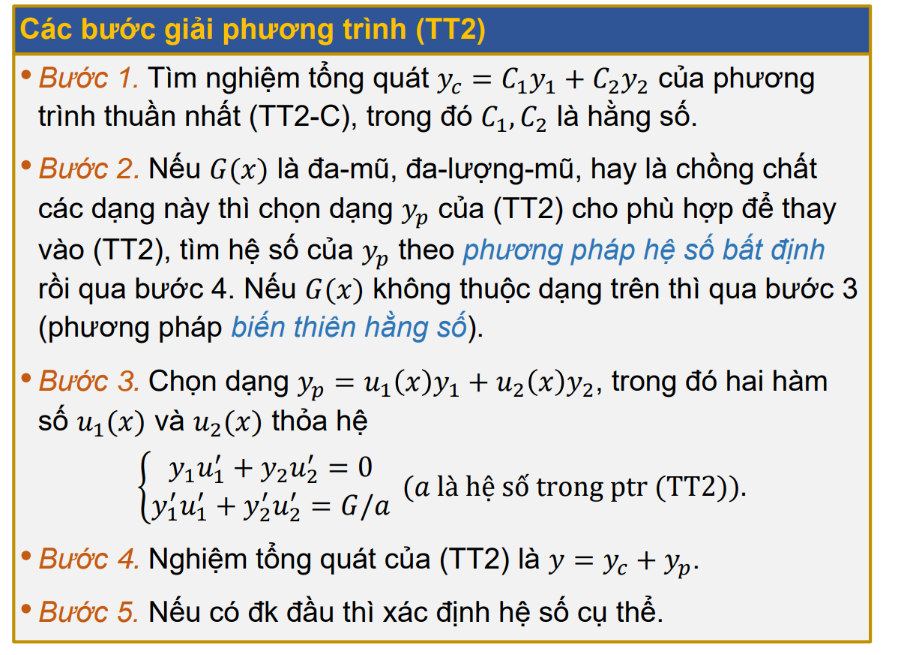 Các bước giải phương trình (TT2)
• Bước 1. Tìm nghiệm tổng quát y_c = C_1y_1 + C_2y_2 của phương
trình thuần nhất (TT2-C), trong đó C_1, C_2 là hằng số.
• Bước 2. Nếu G(x) là đa-mũ, đa-lượng-mũ, hay là chồng chất
các dạng này thì chọn dạng y_p của (TT2) cho phù hợp để thay
vào (TT2), tìm hệ số của y_p theo phương pháp hệ số bất định
rồi qua bước 4. Nếu G(x) không thuộc dạng trên thì qua bước 3
(phương pháp biến thiên hằng số).
• Bước 3. Chọn dạng y_p = u_1(x)y_1 + u_2(x)y_2, trong đó hai hàm
số u_1(x) và u_2(x) thỏa hệ
{ y_1u_1′ + y_2u_2′ = 0
y_1′u_1′ + y_2′u_2′ = G/a (a là hệ số trong ptr (TT2)).
• Bước 4. Nghiệm tổng quát của (TT2) là y = y_c + y_p.
• Bước 5. Nếu có đk đầu thì xác định hệ số cụ thể.